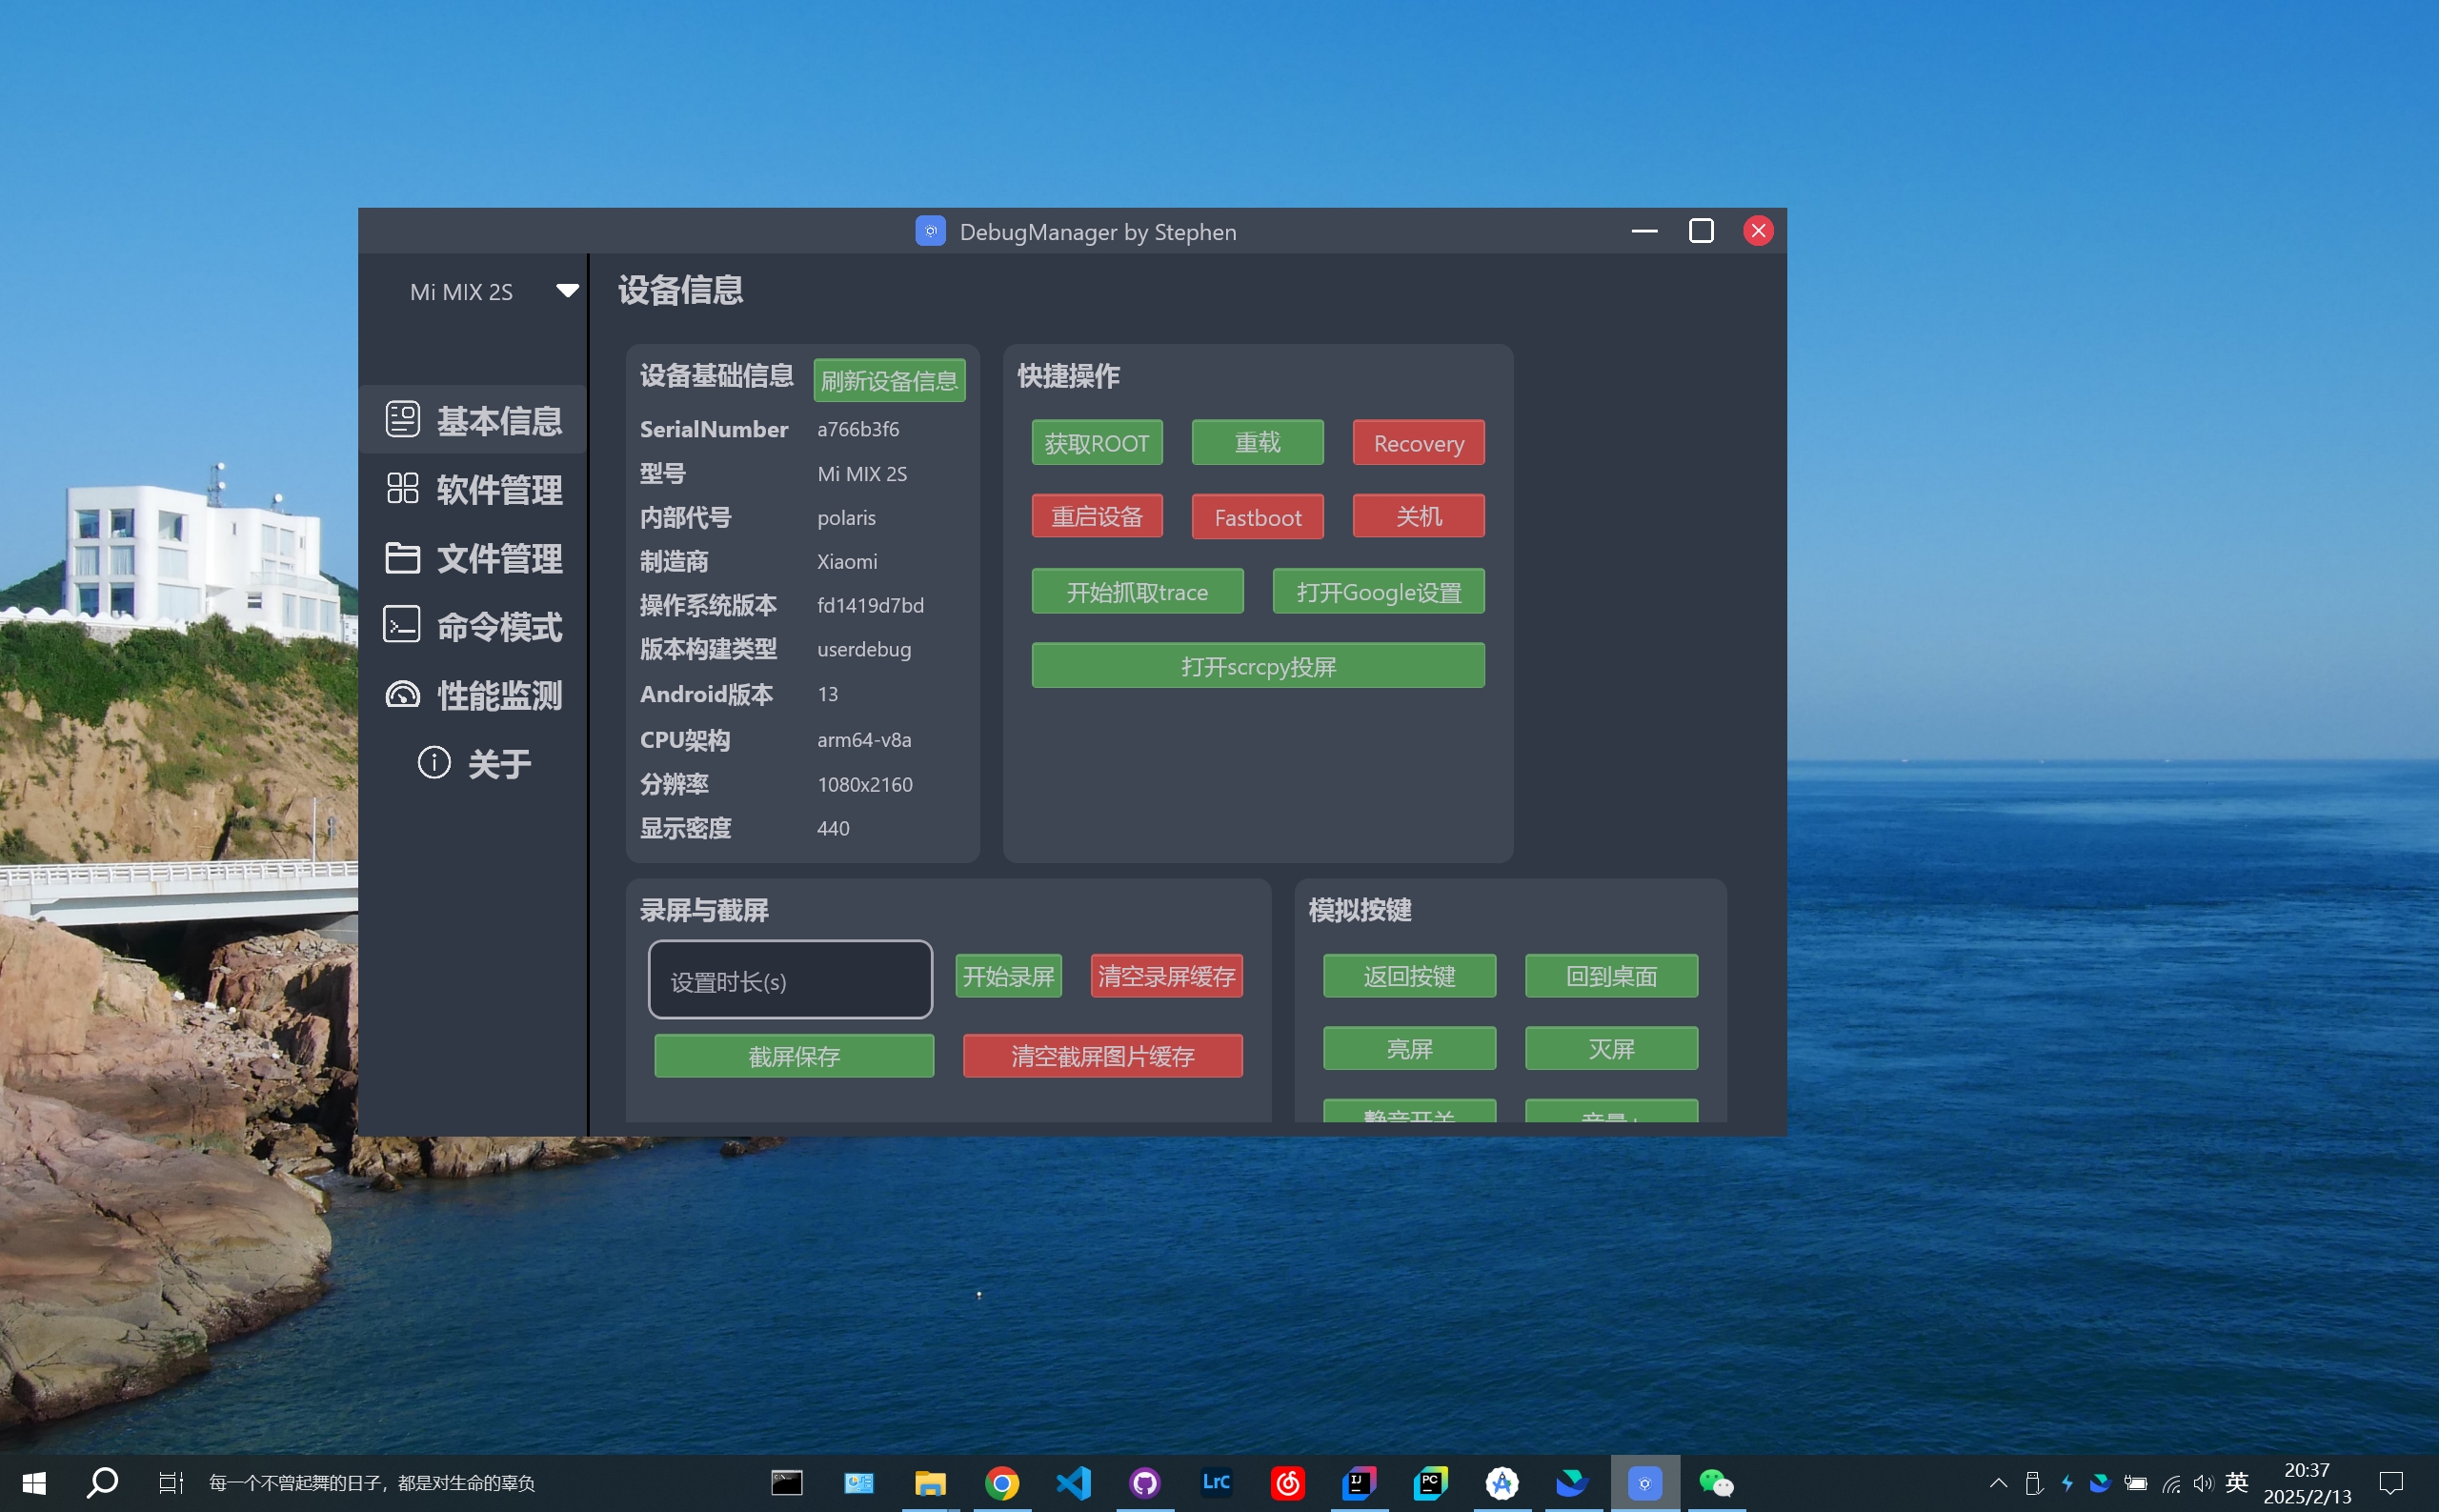 DebugManager by Stephen
Mi MIX 2S
基本信息
软件管理
文件管理
命令模式
性能监测
关于
设备信息
设备基础信息 刷新设备信息
SerialNumber a766b3f6
型号 Mi MIX 2S
内部代号 polaris
制造商 Xiaomi
操作系统版本 fd1419d7bd
版本构建类型 userdebug
Android版本 13
CPU架构 arm64-v8a
分辨率 1080x2160
显示密度 440
快捷操作
获取ROOT 重载 Recovery
重启设备 Fastboot 关机
开始抓取trace 打开Google设置
打开scrcpy投屏
录屏与截屏
设置时长(s) 开始录屏 清空录屏缓存
截屏保存 清空截屏图片缓存
模拟按键
返回按键 回到桌面
亮屏 灭屏
静音开关 音量+
每一个不曾起舞的日子，都是对生命的辜负
LrC
IJ
PC
英
20:37
2025/2/13